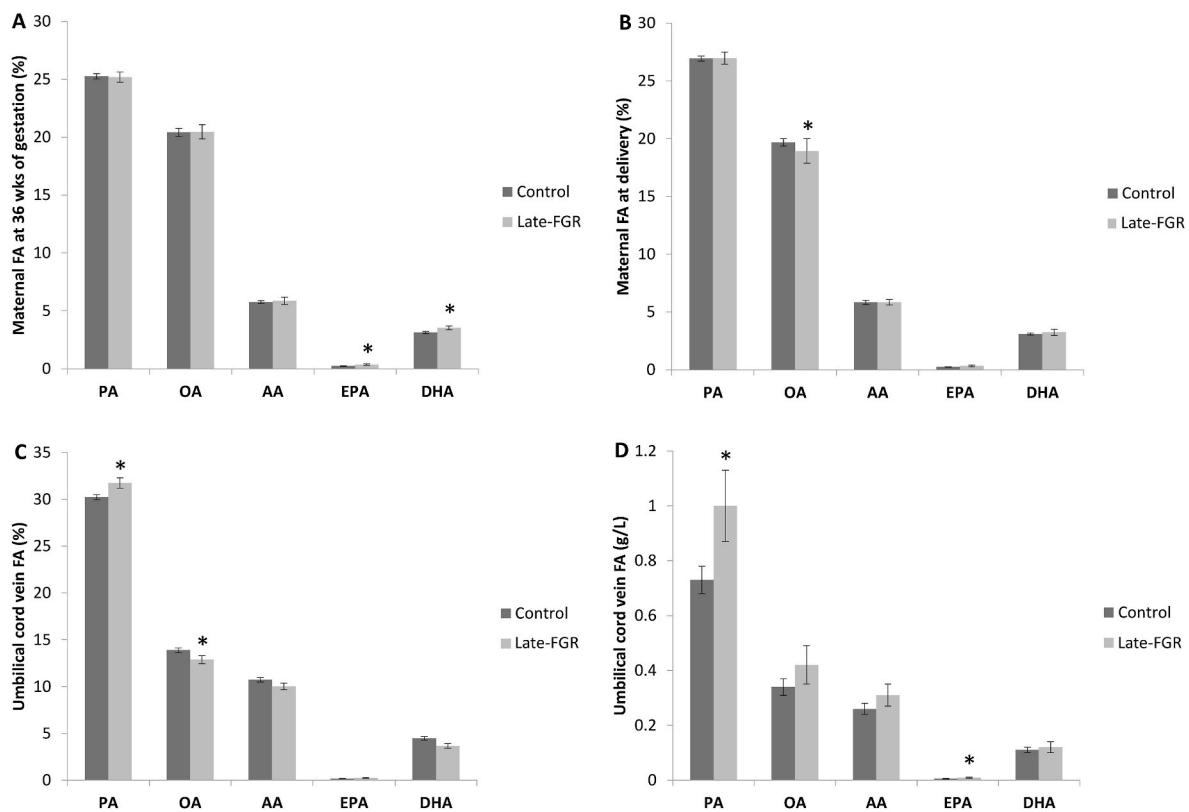 A
Maternal FA at 36 wks of gestation (%)
30
25
20
15
10
5
0
*
*
PA OA AA EPA DHA
Control
Late-FGR
B
Maternal FA at delivery (%)
30
25
20
15
10
5
0
*
PA OA AA EPA DHA
Control
Late-FGR
C
Umbilical cord vein FA (%)
35
30
25
20
15
10
5
0
*
*
PA OA AA EPA DHA
Control
Late-FGR
D
Umbilical cord vein FA (g/L)
1.2
1
0.8
0.6
0.4
0.2
0
*
*
PA OA AA EPA DHA
Control
Late-FGR